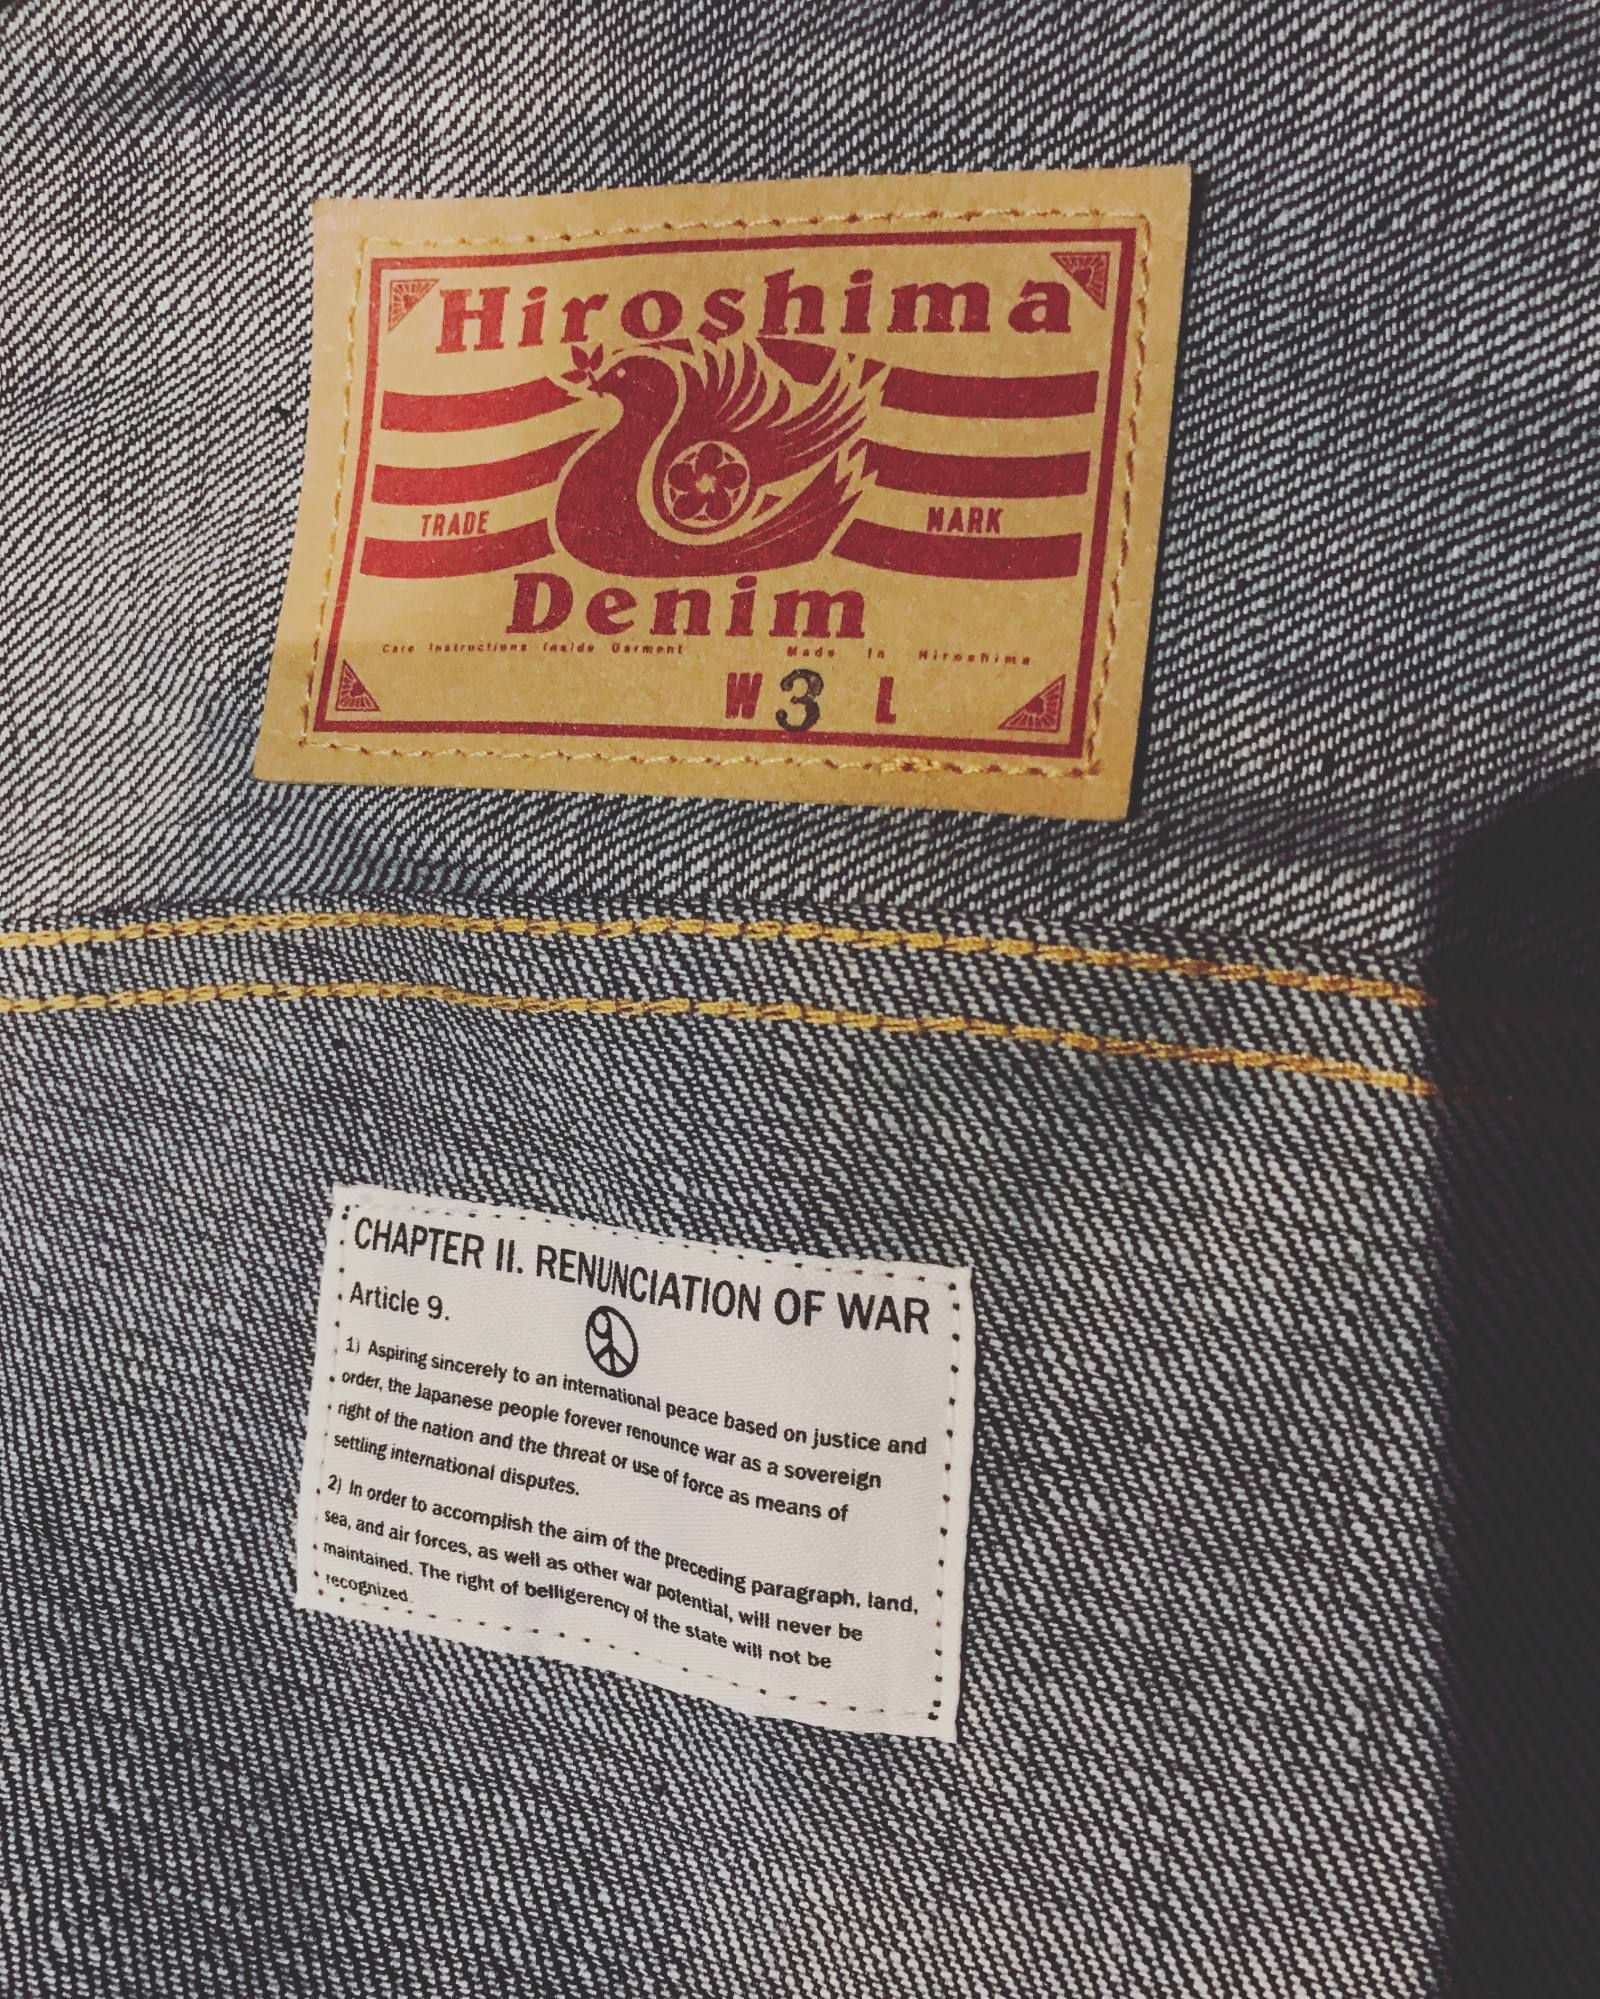 Hiroshima
TRADE MARK
Denim
Care Instructions Inside Garment Made In Hiroshima
W 3 L
CHAPTER II. RENUNCIATION OF WAR
Article 9.
1) Aspiring sincerely to an international peace based on justice and
order, the Japanese people forever renounce war as a sovereign
right of the nation and the threat or use of force as means of
settling international disputes.
2) In order to accomplish the aim of the preceding paragraph, land,
sea, and air forces, as well as other war potential, will never be
maintained. The right of belligerency of the state will not be
recognized.